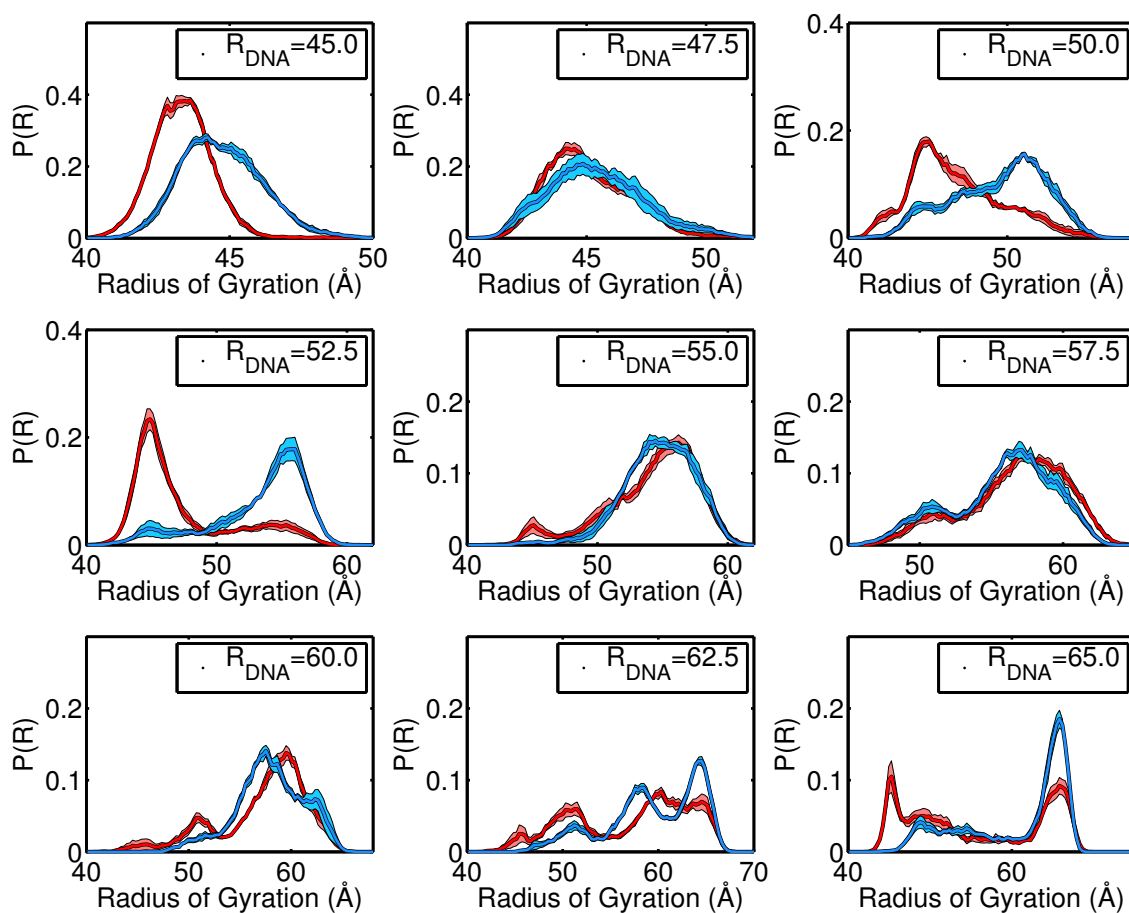 R_DNA=45.0
P(R)
0.4
0.2
0
40 45 50
Radius of Gyration (Å)
R_DNA=47.5
P(R)
0.4
0.2
0
40 45 50
Radius of Gyration (Å)
R_DNA=50.0
P(R)
0.4
0.2
0
40 50
Radius of Gyration (Å)
R_DNA=52.5
P(R)
0.4
0.2
0
40 50 60
Radius of Gyration (Å)
R_DNA=55.0
P(R)
0.2
0.1
0
40 50 60
Radius of Gyration (Å)
R_DNA=57.5
P(R)
0.2
0.1
0
50 60
Radius of Gyration (Å)
R_DNA=60.0
P(R)
0.2
0.1
0
40 50 60
Radius of Gyration (Å)
R_DNA=62.5
P(R)
0.2
0.1
0
40 50 60 70
Radius of Gyration (Å)
R_DNA=65.0
P(R)
0.2
0.1
0
40 60
Radius of Gyration (Å)